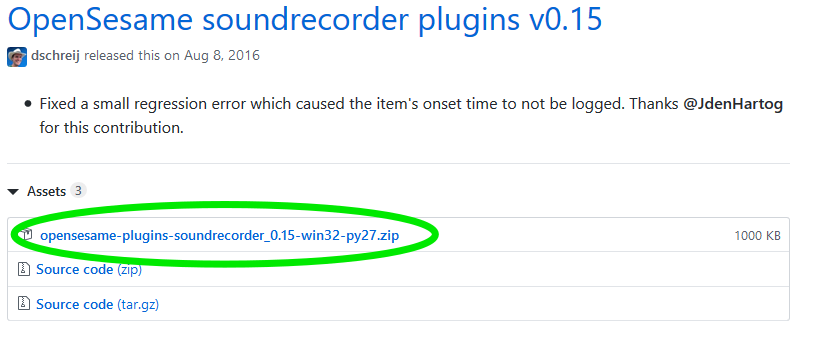 OpenSesame soundrecorder plugins v0.15
dschreij released this on Aug 8, 2016
Fixed a small regression error which caused the item's onset time to not be logged. Thanks @JdenHartog
for this contribution.
Assets 3
opensesame-plugins-soundrecorder_0.15-win32-py27.zip 1000 KB
Source code (zip)
Source code (tar.gz)